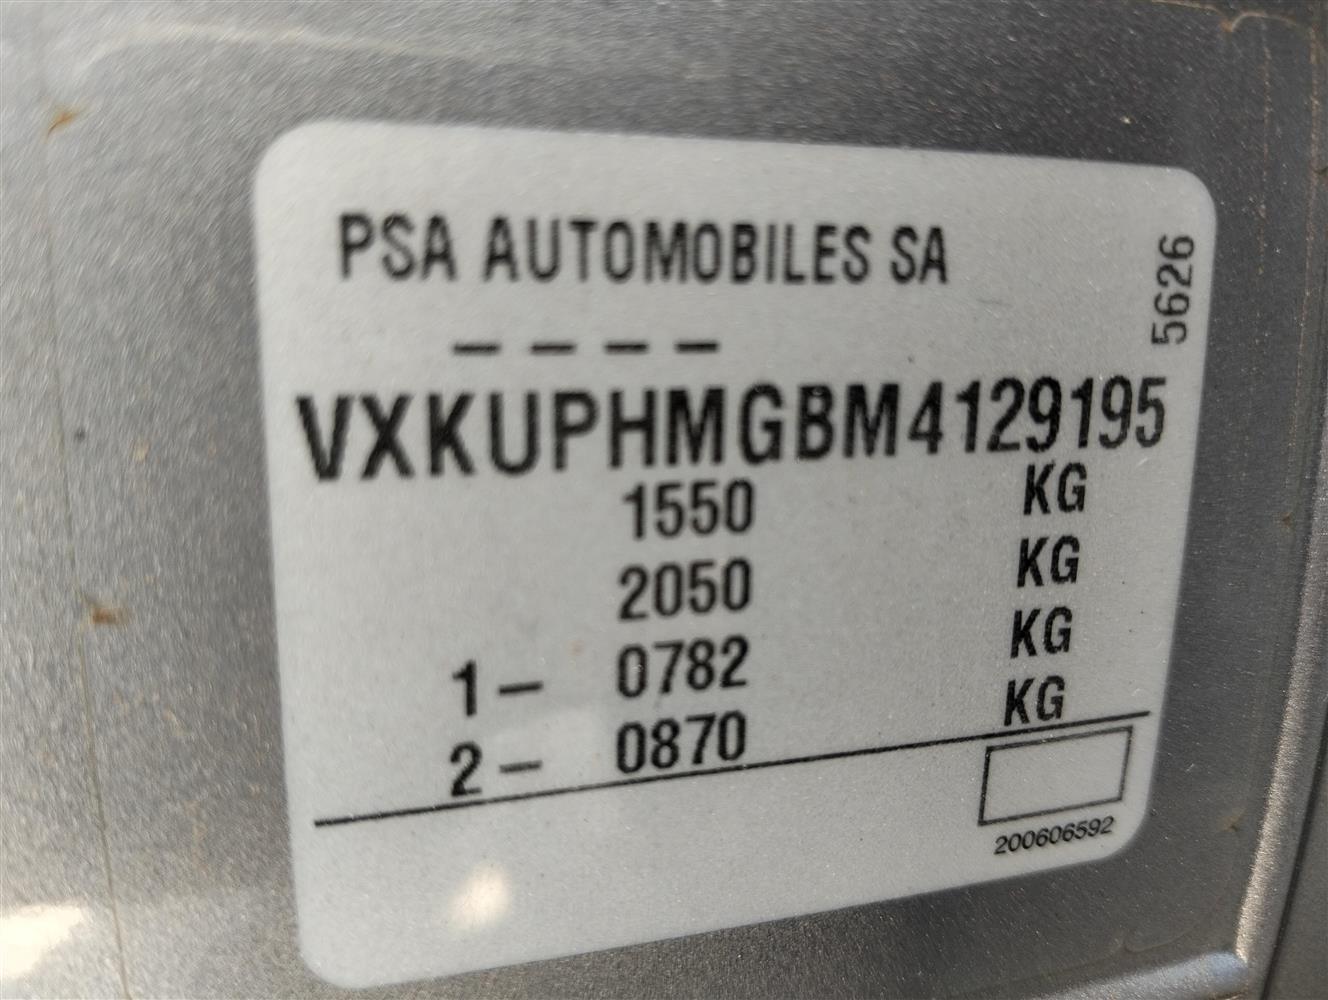 PSA AUTOMOBILES SA
5626
– – – –
VXKUPHMGBM4129195
1550 KG
2050 KG
1– 0782 KG
2– 0870 KG
200606592